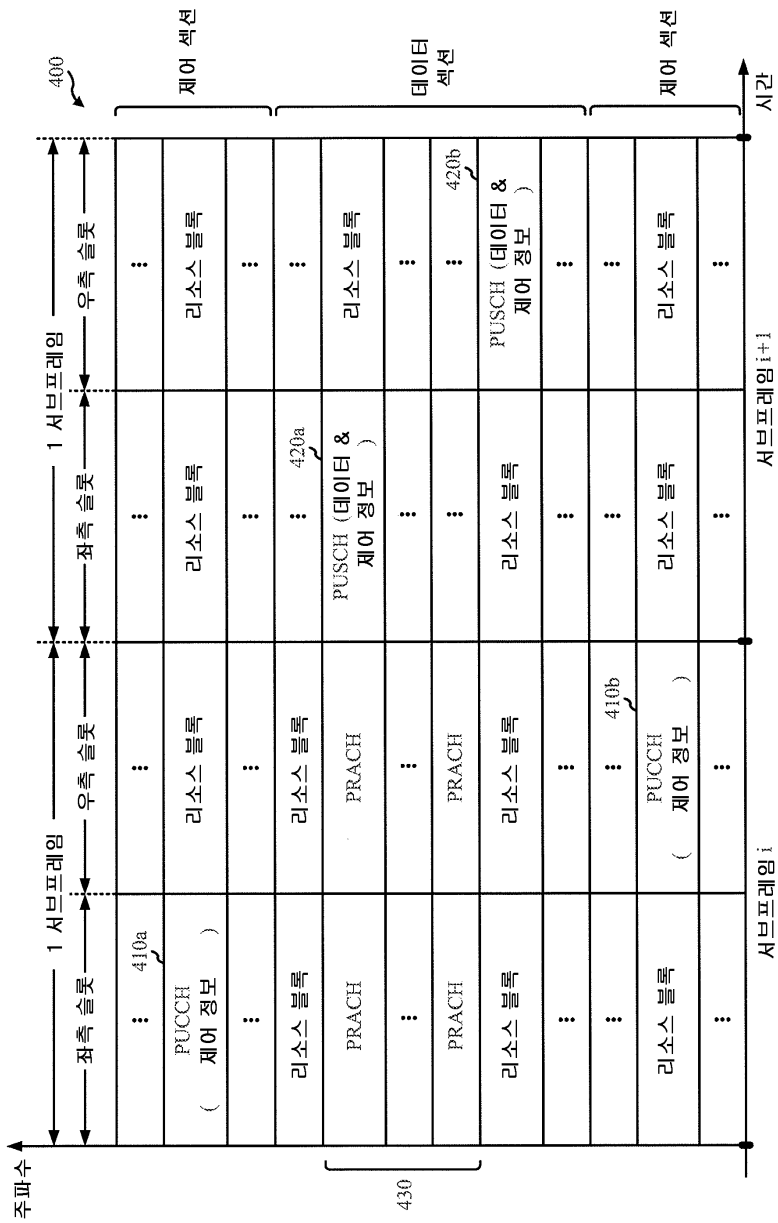 400
주파수
1 서브프레임
1 서브프레임
좌측 슬롯
우측 슬롯
좌측 슬롯
우측 슬롯
410a
...
...
...
...
PUCCH
( 제어 정보 )
리소스 블록
리소스 블록
리소스 블록
...
...
...
...
제어 섹션
리소스 블록
리소스 블록
...
...
420a
PRACH
PRACH
PUSCH (데이터 &
제어 정보 )
리소스 블록
...
...
...
...
PRACH
PRACH
...
...
420b
430
리소스 블록
리소스 블록
리소스 블록
PUSCH (데이터 &
제어 정보 )
...
...
...
...
데이터
섹션
...
...
...
...
410b
리소스 블록
PUCCH
( 제어 정보 )
리소스 블록
리소스 블록
...
...
...
...
제어 섹션
시간
서브프레임 i
서브프레임 i+1